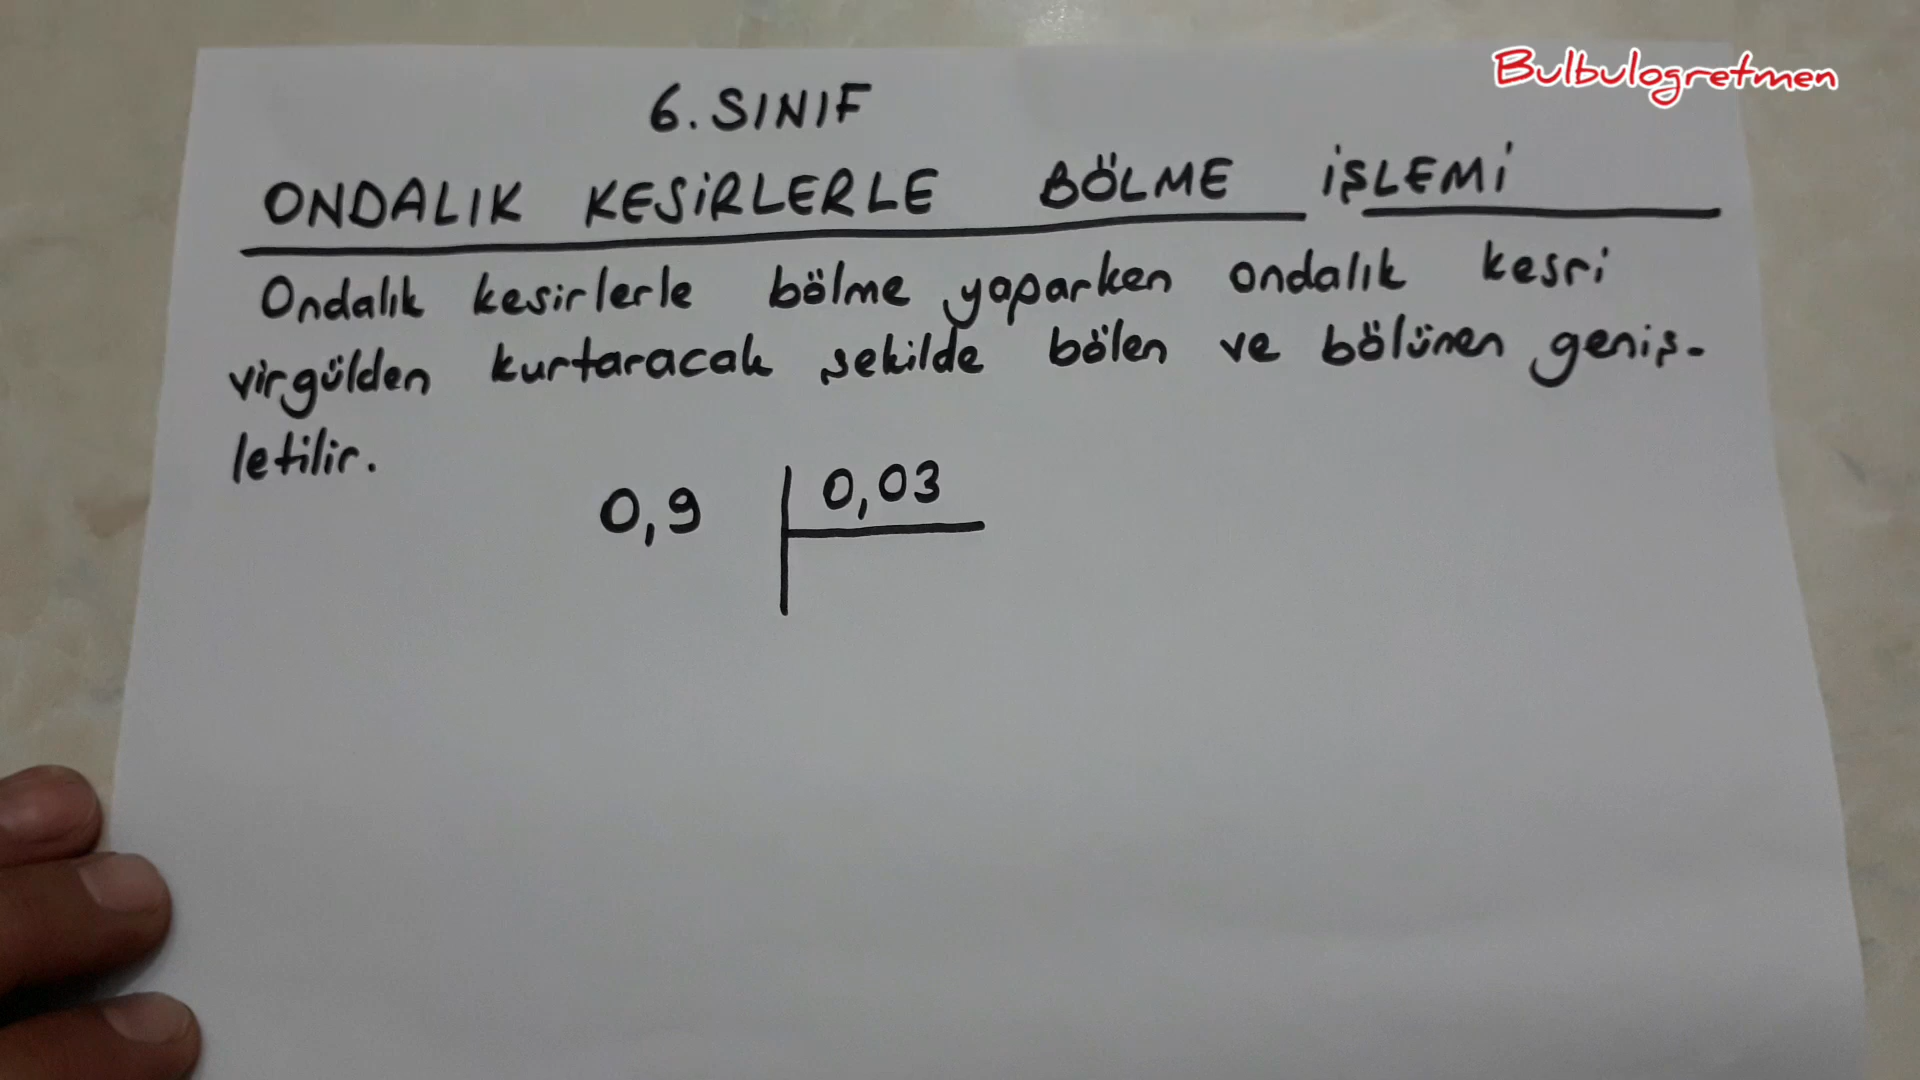 Bulbulogretmen
6. SINIF
ONDALIK KESİRLERLE BÖLME İŞLEMİ
Ondalık kesirlerle bölme yaparken ondalık kesri
virgülden kurtaracak şekilde bölen ve bölünen geniş-
letilir.
0,9 0,03